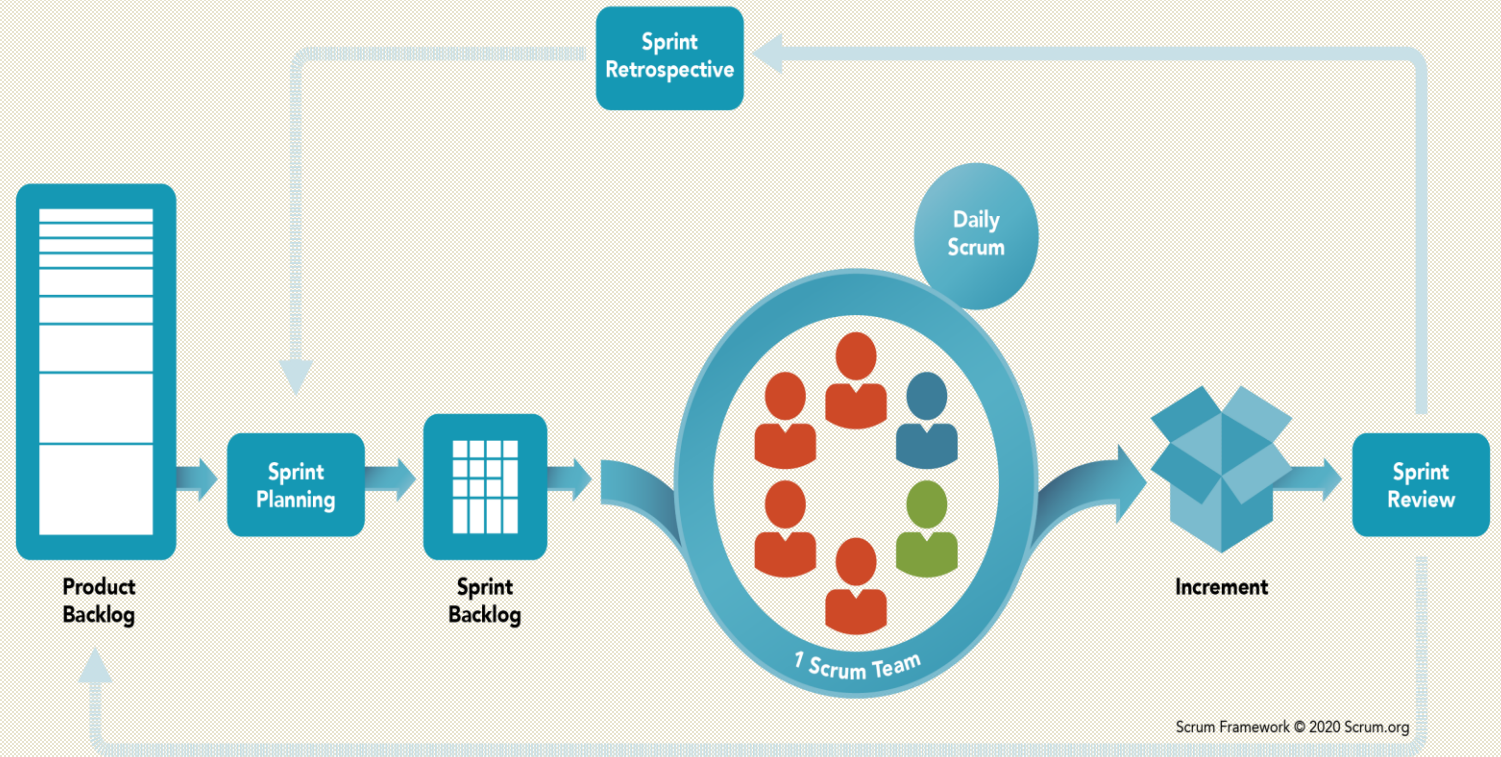 Sprint
Retrospective
Daily
Scrum
Sprint
Planning
Sprint
Review
Product
Backlog
Sprint
Backlog
Increment
1 Scrum Team
Scrum Framework © 2020 Scrum.org